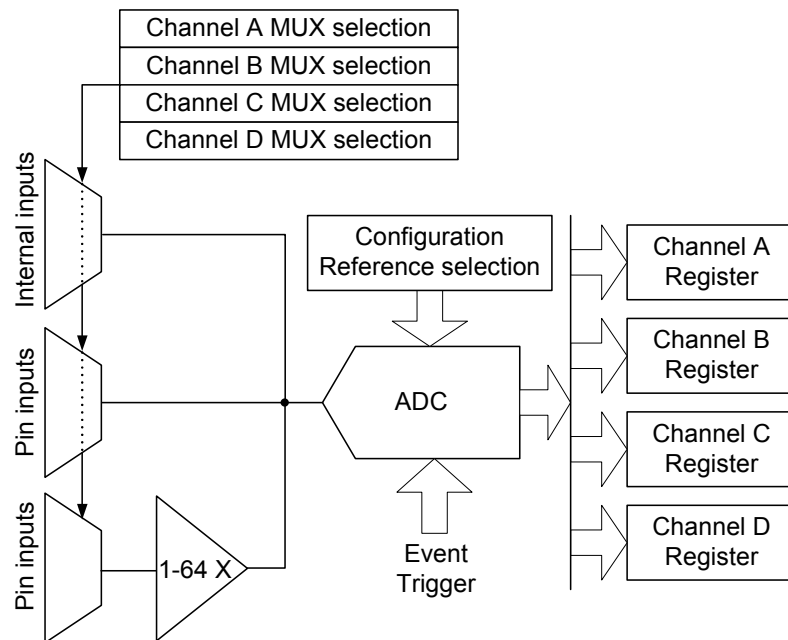 Channel A MUX selection
Channel B MUX selection
Channel C MUX selection
Channel D MUX selection
Internal inputs
Pin inputs
Pin inputs
1-64 X
Configuration
Reference selection
ADC
Event
Trigger
Channel A
Register
Channel B
Register
Channel C
Register
Channel D
Register